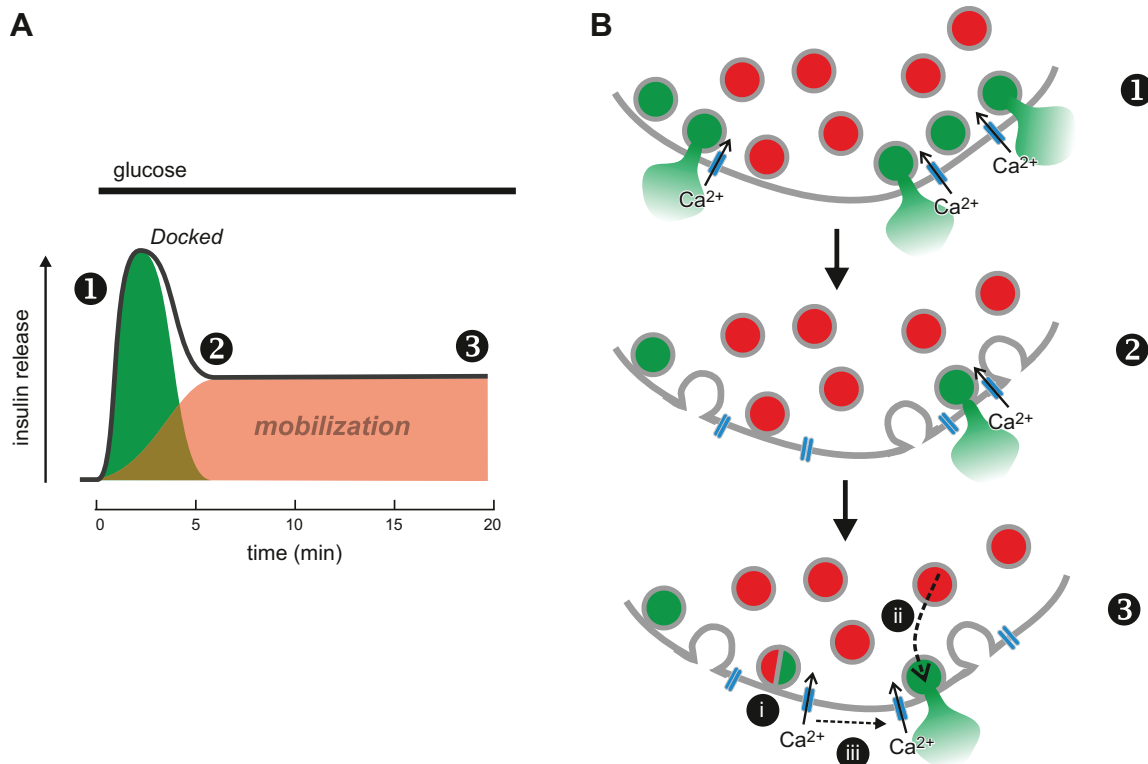 A
glucose
Docked
❶
❷
❸
mobilization
insulin release
0
5
10
15
20
time (min)
B
❶
Ca2+
Ca2+
Ca2+
❷
Ca2+
❸
ii
i
Ca2+
iii
Ca2+